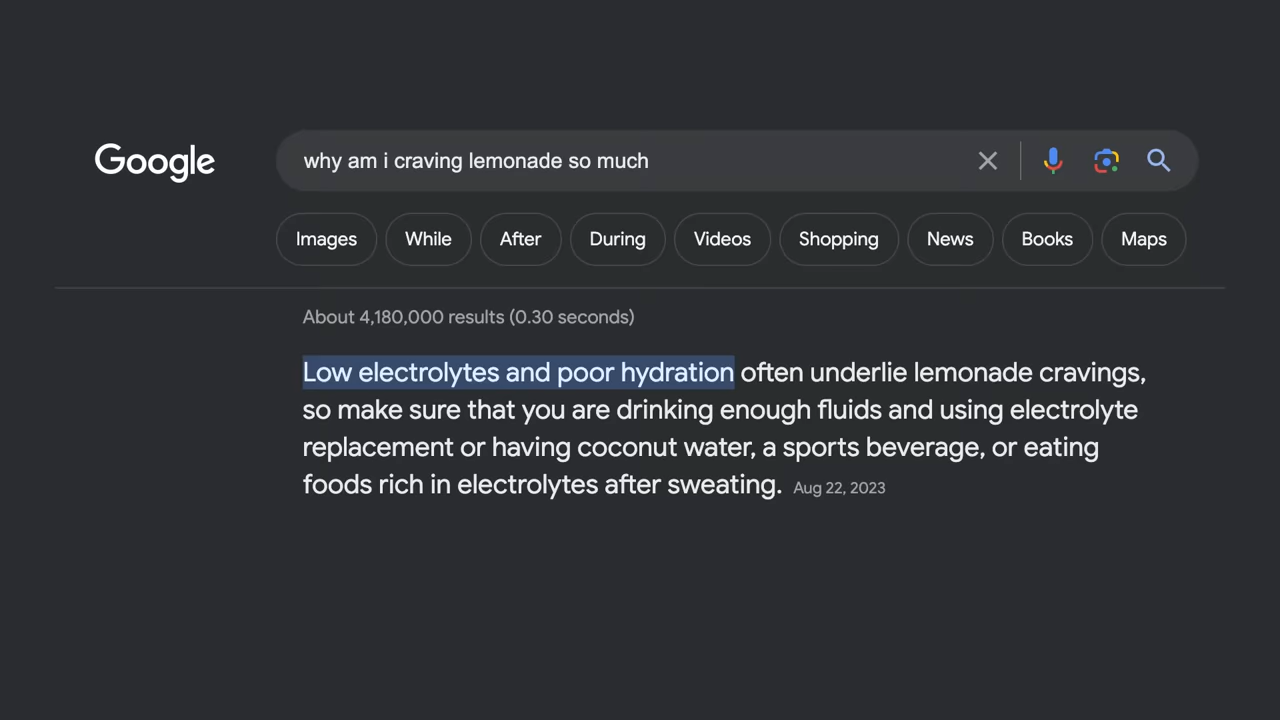 Google
why am i craving lemonade so much
Images While After During Videos Shopping News Books Maps
About 4,180,000 results (0.30 seconds)
Low electrolytes and poor hydration often underlie lemonade cravings,
so make sure that you are drinking enough fluids and using electrolyte
replacement or having coconut water, a sports beverage, or eating
foods rich in electrolytes after sweating. Aug 22, 2023